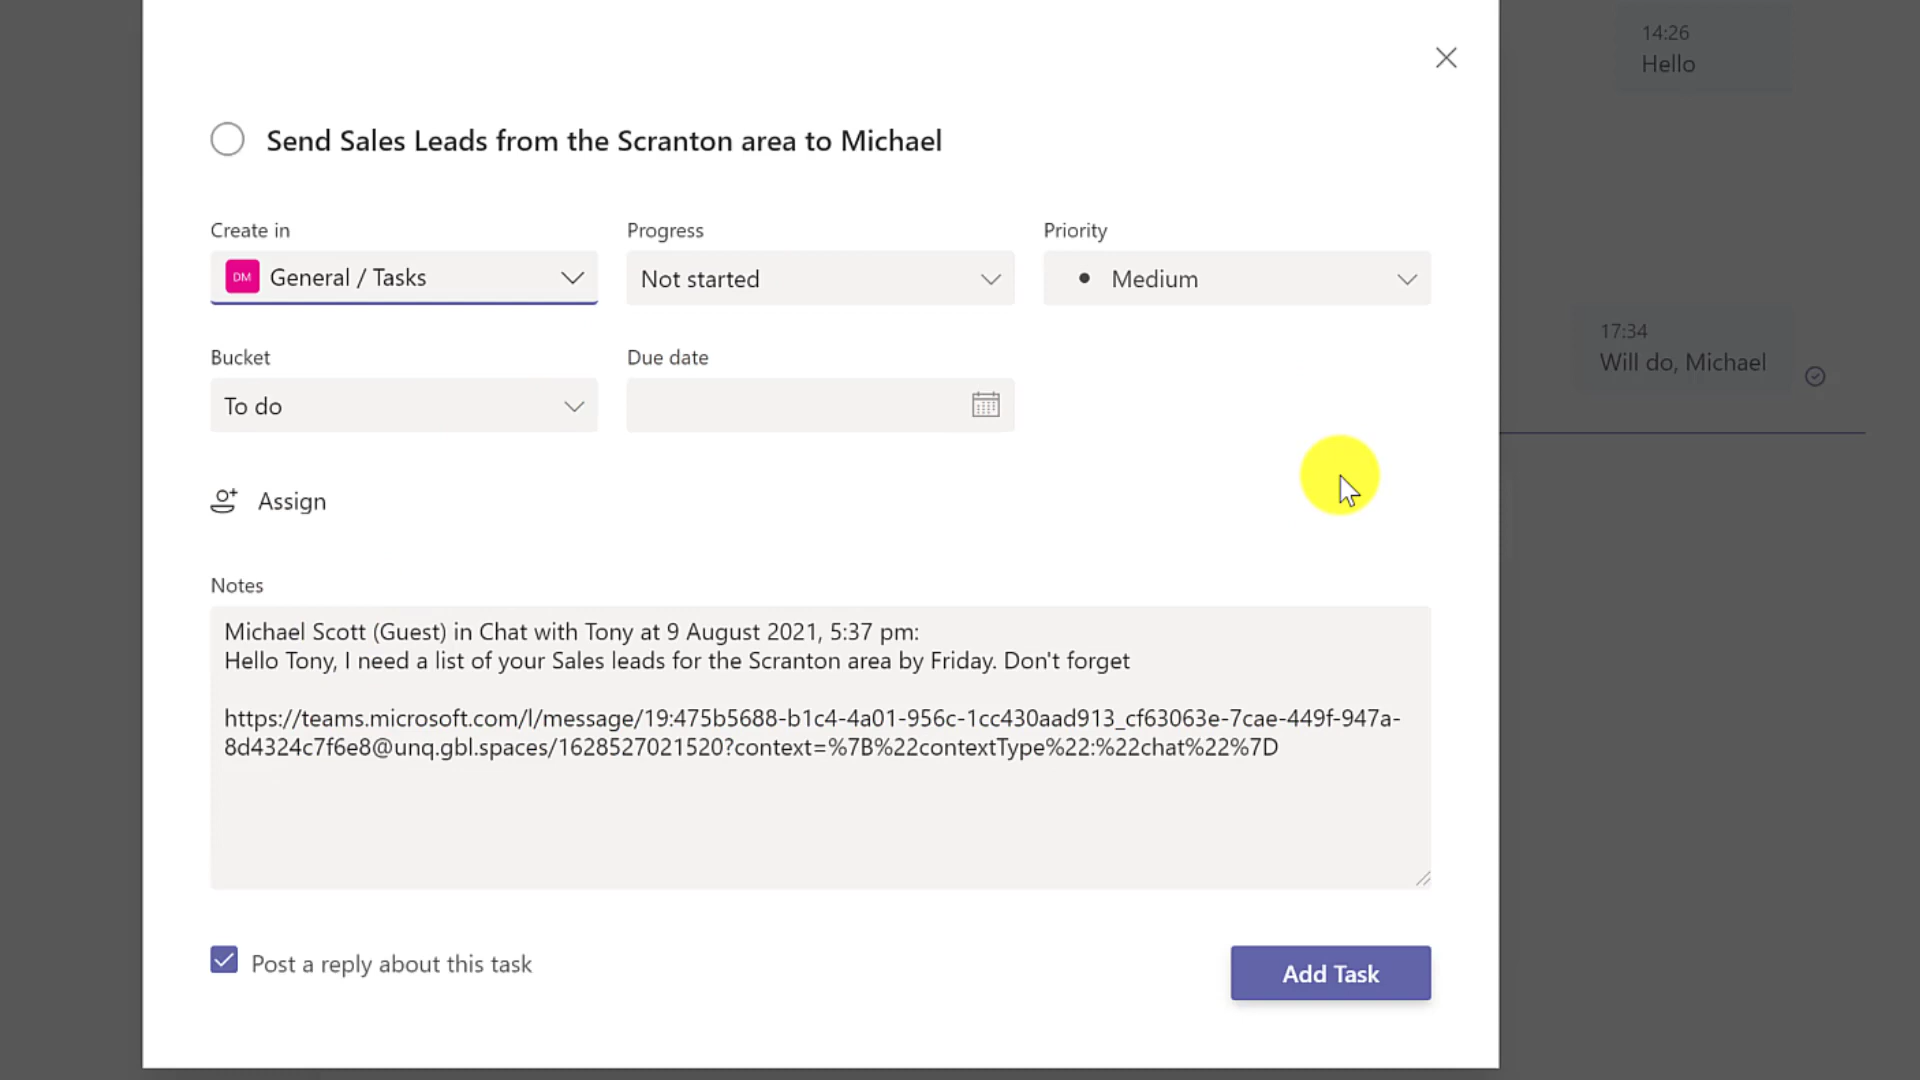 14:26
Hello
Send Sales Leads from the Scranton area to Michael
Create in
Progress
Priority
DM
General / Tasks
Not started
Medium
17:34
Will do, Michael
Bucket
Due date
To do
Assign
Notes
Michael Scott (Guest) in Chat with Tony at 9 August 2021, 5:37 pm:
Hello Tony, I need a list of your Sales leads for the Scranton area by Friday. Don't forget
https://teams.microsoft.com/l/message/19:475b5688-b1c4-4a01-956c-1cc430aad913_cf63063e-7cae-449f-947a-
8d4324c7f6e8@unq.gbl.spaces/1628527021520?context=%7B%22contextType%22:%22chat%22%7D
Post a reply about this task
Add Task